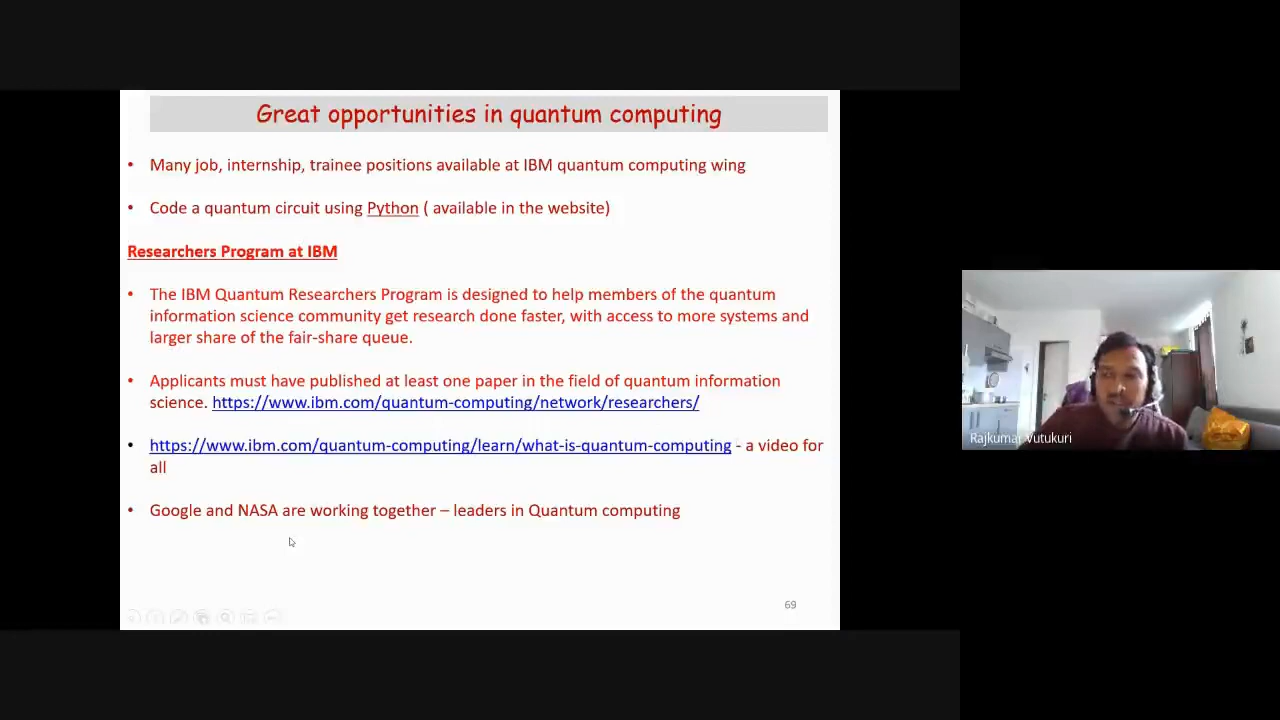 Great opportunities in quantum computing
• Many job, internship, trainee positions available at IBM quantum computing wing
• Code a quantum circuit using Python ( available in the website)
Researchers Program at IBM
• The IBM Quantum Researchers Program is designed to help members of the quantum
information science community get research done faster, with access to more systems and
larger share of the fair-share queue.
• Applicants must have published at least one paper in the field of quantum information
science. https://www.ibm.com/quantum-computing/network/researchers/
• https://www.ibm.com/quantum-computing/learn/what-is-quantum-computing - a video for
all
• Google and NASA are working together – leaders in Quantum computing
69
Rajkumar Vutukuri